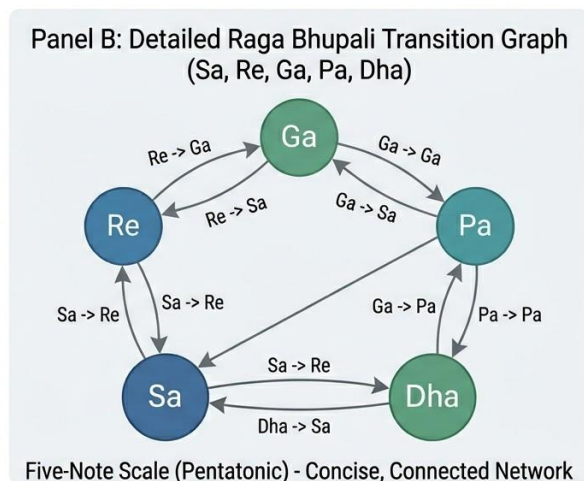 Panel B: Detailed Raga Bhupali Transition Graph
(Sa, Re, Ga, Pa, Dha)
Ga
Re -> Ga
Ga -> Ga
Re -> Sa
Ga -> Sa
Re
Pa
Sa -> Re
Sa -> Re
Ga -> Pa
Pa -> Pa
Sa
Sa -> Re
Dha
Dha -> Sa
Five-Note Scale (Pentatonic) - Concise, Connected Network